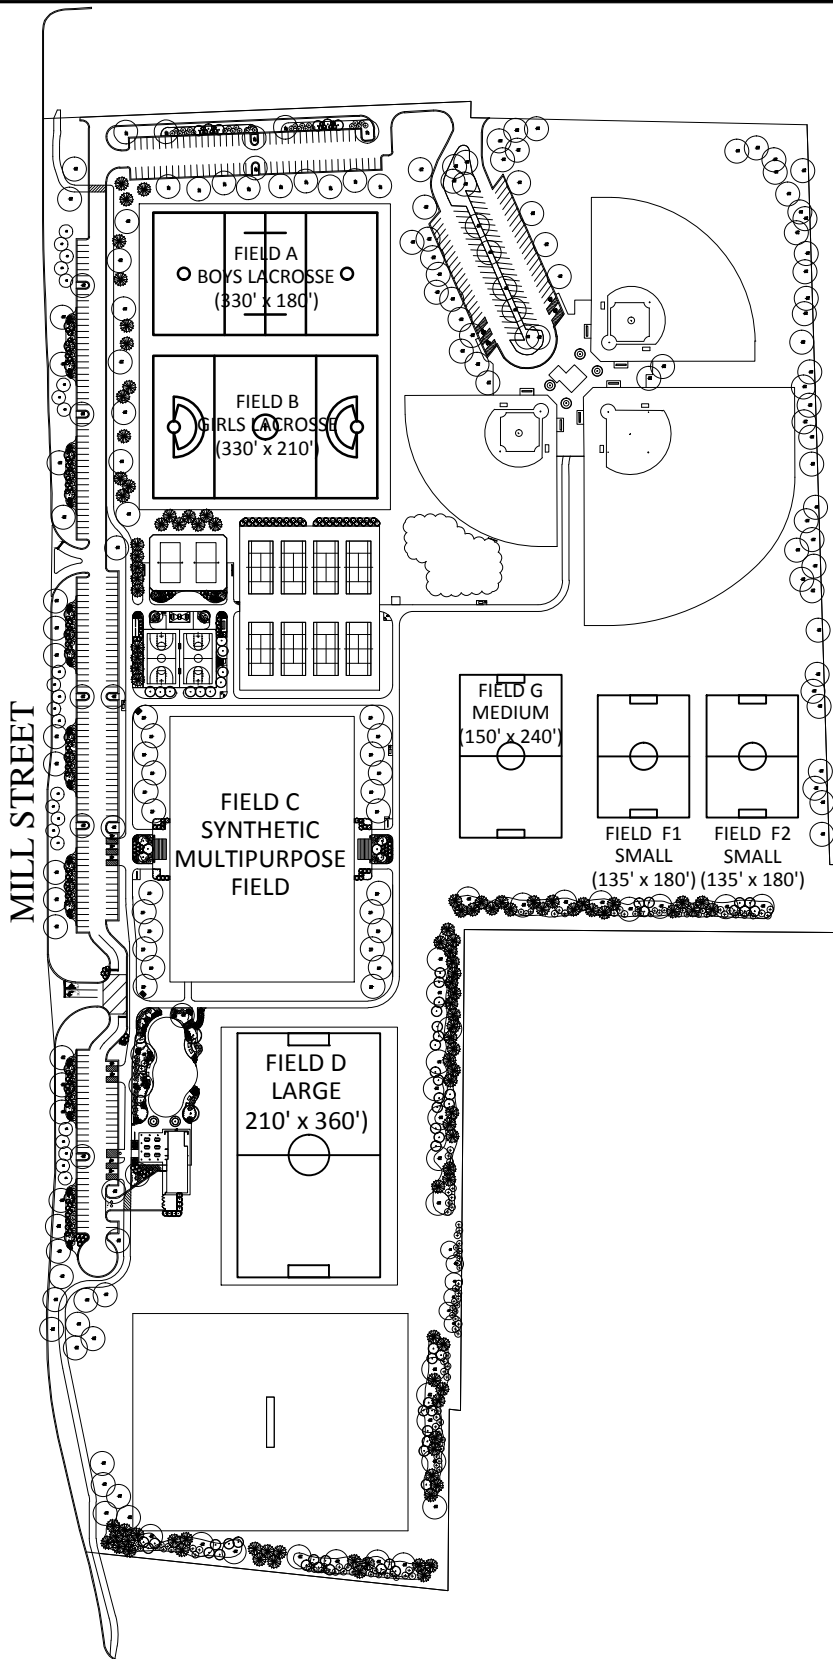 FIELD A
BOYS LACROSSE
(330' x 180')
FIELD B
GIRLS LACROSSE
(330' x 210')
MILL STREET
FIELD G
MEDIUM
(150' x 240')
FIELD C
SYNTHETIC
MULTIPURPOSE
FIELD
FIELD F1
SMALL
(135' x 180')
FIELD F2
SMALL
(135' x 180')
FIELD D
LARGE
210' x 360')